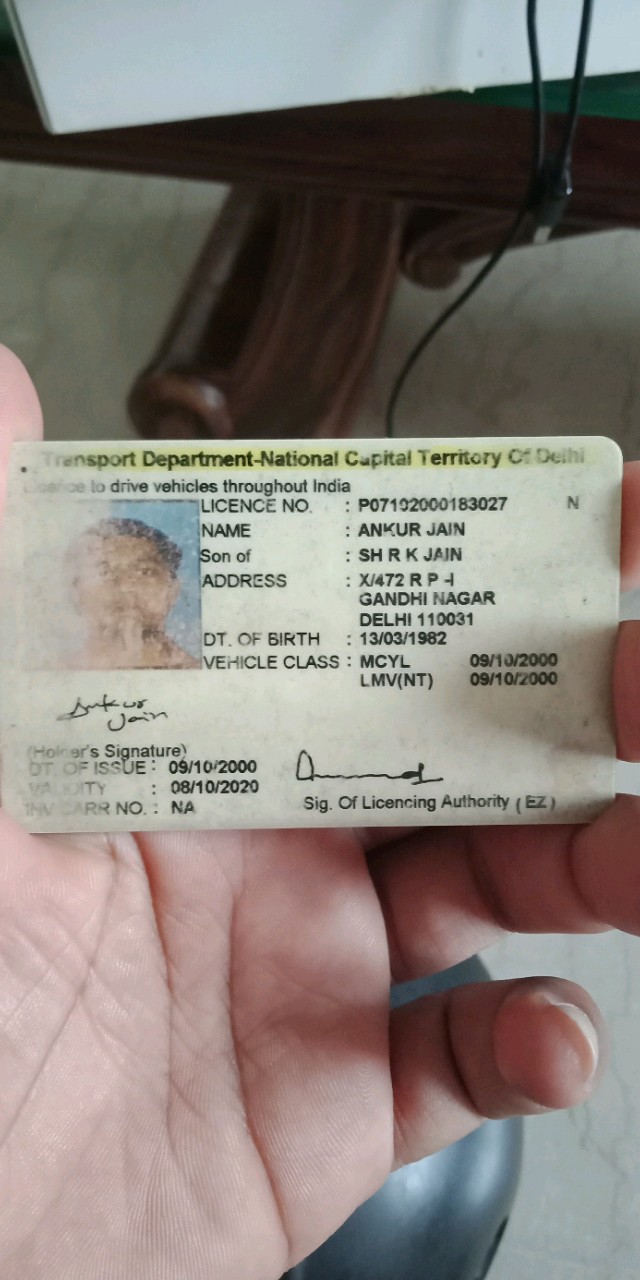 Transport Department-National Capital Territory Of Delhi
Licence to drive vehicles throughout India
LICENCE NO. : P07102000183027 N
NAME : ANKUR JAIN
Son of : SH R K JAIN
ADDRESS : X/472 R P -I
GANDHI NAGAR
DELHI 110031
DT. OF BIRTH : 13/03/1982
VEHICLE CLASS : MCYL 09/10/2000
LMV(NT) 09/10/2000
Ankur
Jain
(Holder's Signature)
DT. OF ISSUE : 09/10/2000
VALIDITY : 08/10/2020
INV CARR NO. : NA
Sig. Of Licencing Authority ( EZ )